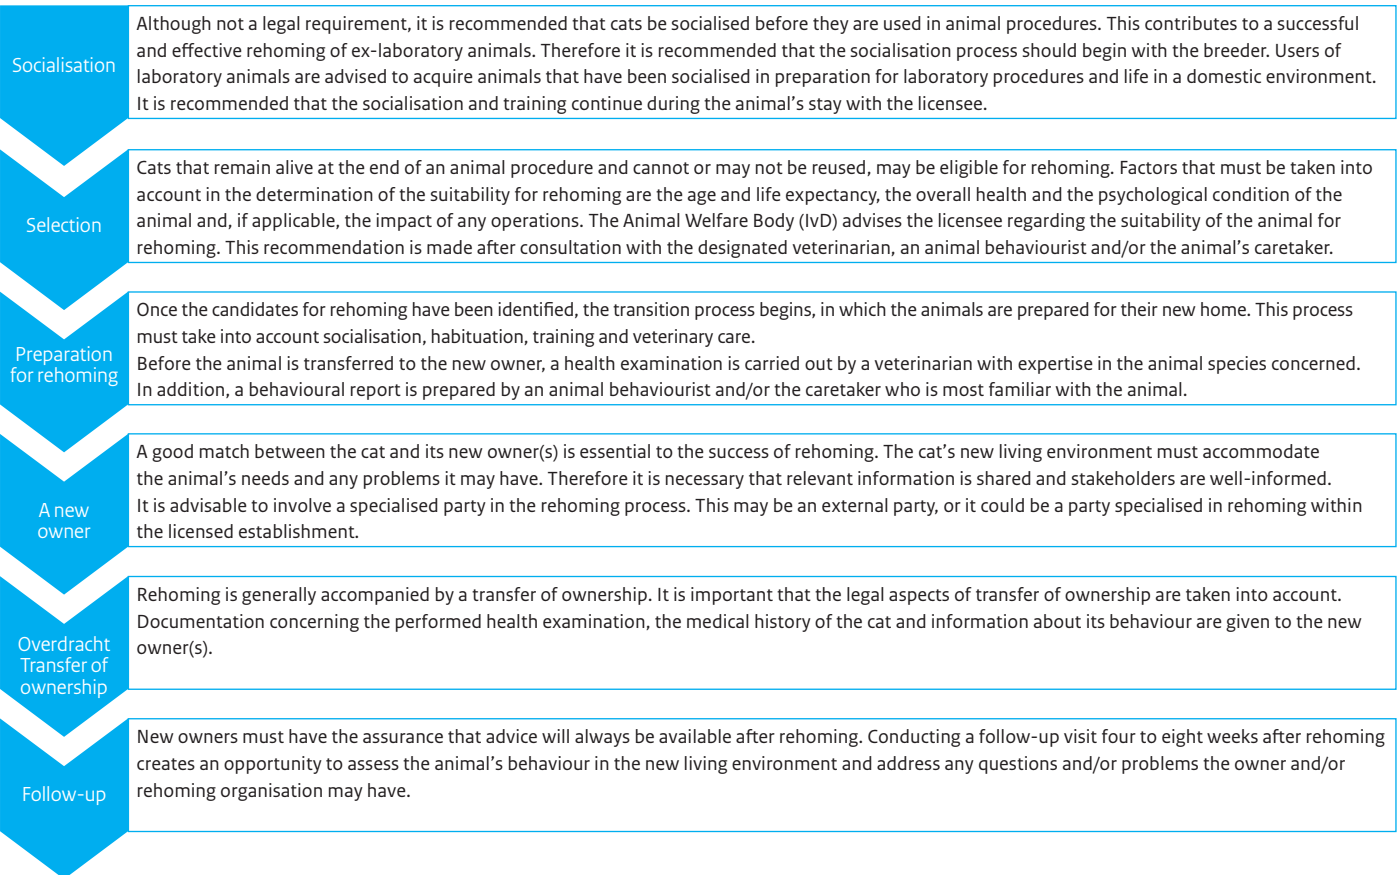 Socialisation
Although not a legal requirement, it is recommended that cats be socialised before they are used in animal procedures. This contributes to a successful
and effective rehoming of ex-laboratory animals. Therefore it is recommended that the socialisation process should begin with the breeder. Users of
laboratory animals are advised to acquire animals that have been socialised in preparation for laboratory procedures and life in a domestic environment.
It is recommended that the socialisation and training continue during the animal's stay with the licensee.
Selection
Cats that remain alive at the end of an animal procedure and cannot or may not be reused, may be eligible for rehoming. Factors that must be taken into
account in the determination of the suitability for rehoming are the age and life expectancy, the overall health and the psychological condition of the
animal and, if applicable, the impact of any operations. The Animal Welfare Body (IvD) advises the licensee regarding the suitability of the animal for
rehoming. This recommendation is made after consultation with the designated veterinarian, an animal behaviourist and/or the animal's caretaker.
Preparation
for rehoming
Once the candidates for rehoming have been identified, the transition process begins, in which the animals are prepared for their new home. This process
must take into account socialisation, habituation, training and veterinary care.
Before the animal is transferred to the new owner, a health examination is carried out by a veterinarian with expertise in the animal species concerned.
In addition, a behavioural report is prepared by an animal behaviourist and/or the caretaker who is most familiar with the animal.
A new
owner
A good match between the cat and its new owner(s) is essential to the success of rehoming. The cat's new living environment must accommodate
the animal's needs and any problems it may have. Therefore it is necessary that relevant information is shared and stakeholders are well-informed.
It is advisable to involve a specialised party in the rehoming process. This may be an external party, or it could be a party specialised in rehoming within
the licensed establishment.
Overdracht
Transfer of
ownership
Rehoming is generally accompanied by a transfer of ownership. It is important that the legal aspects of transfer of ownership are taken into account.
Documentation concerning the performed health examination, the medical history of the cat and information about its behaviour are given to the new
owner(s).
Follow-up
New owners must have the assurance that advice will always be available after rehoming. Conducting a follow-up visit four to eight weeks after rehoming
creates an opportunity to assess the animal's behaviour in the new living environment and address any questions and/or problems the owner and/or
rehoming organisation may have.